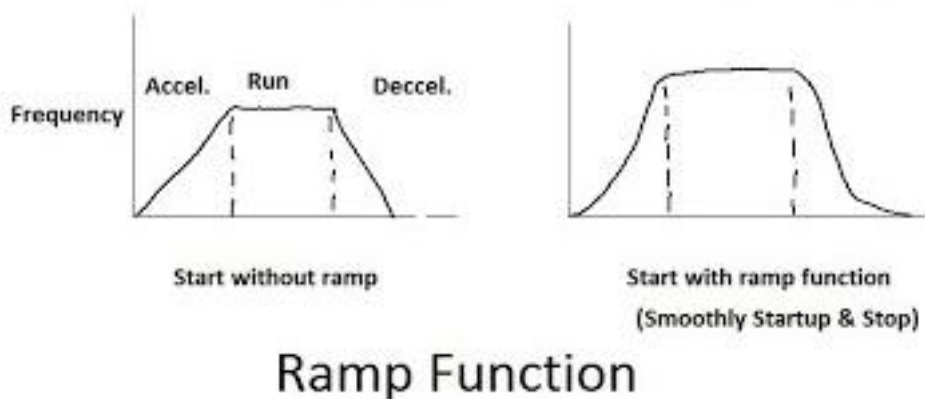 Accel.
Run
Deccel.
Frequency
Start without ramp
Start with ramp function
(Smoothly Startup & Stop)
Ramp Function